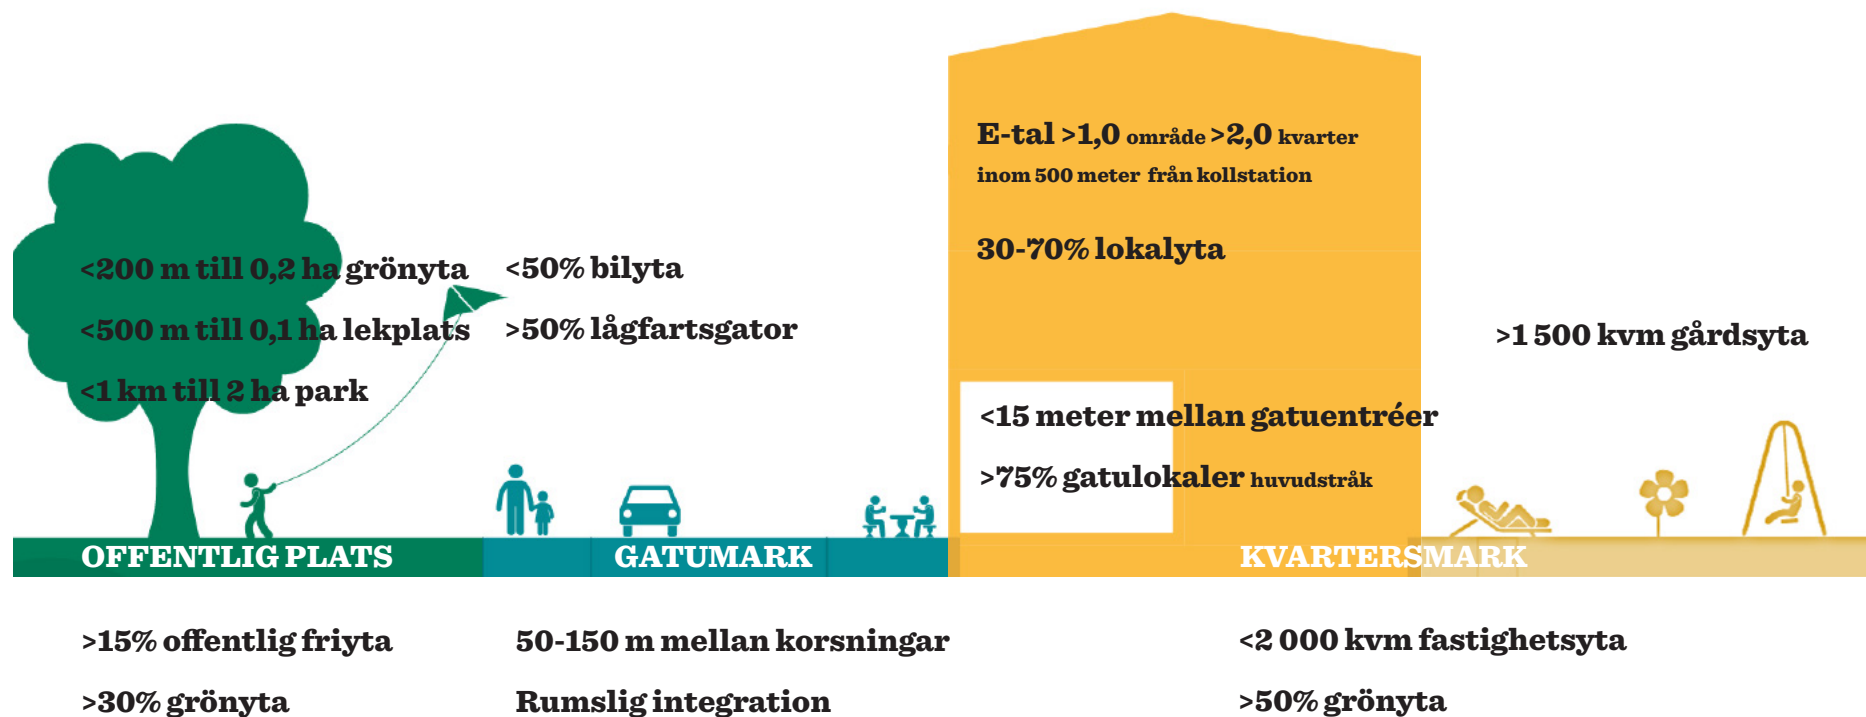 E-tal >1,0 område >2,0 kvarter
inom 500 meter från kollstation
30-70% lokalyta
<200 m till 0,2 ha grönyta
<500 m till 0,1 ha lekplats
<1 km till 2 ha park
<50% bilyta
>50% lågfartsgator
>1 500 kvm gårdsyta
<15 meter mellan gatuentréer
>75% gatulokaler huvudstråk
OFFENTLIG PLATS
GATUMARK
KVARTERSMARK
>15% offentlig friyta
>30% grönyta
50-150 m mellan korsningar
Rumslig integration
<2 000 kvm fastighetsyta
>50% grönyta